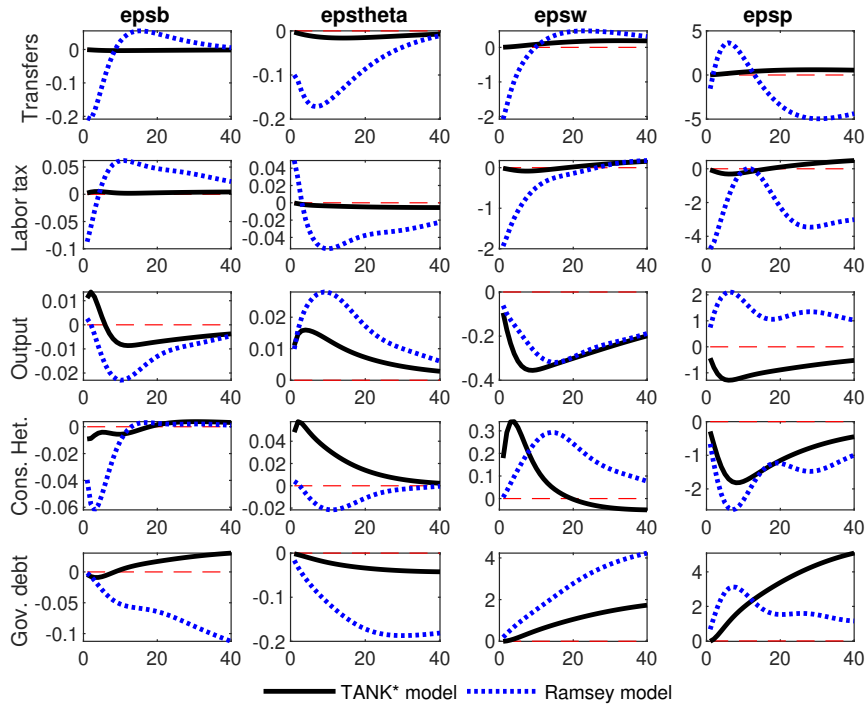 epsb epstheta epsw epsp
Transfers
0
-0.1
-0.2
0 20 40
0
-0.1
-0.2
0 20 40
0
-1
-2
0 20 40
5
0
-5
0 20 40
Labor tax
0.05
0
-0.05
-0.1
0 20 40
0.04
0.02
0
-0.02
-0.04
0 20 40
0
-1
-2
0 20 40
0
-2
-4
0 20 40
Output
0.01
0
-0.01
-0.02
0 20 40
0.02
0.01
0
0 20 40
0
-0.2
-0.4
0 20 40
2
1
0
-1
0 20 40
Cons. Het.
0
-0.02
-0.04
-0.06
0 20 40
0.04
0.02
0
-0.02
0 20 40
0.3
0.2
0.1
0
0 20 40
0
-1
-2
0 20 40
Gov. debt
0
-0.05
-0.1
0 20 40
0
-0.1
-0.2
0 20 40
4
2
0
0 20 40
4
2
0
0 20 40
TANK* model Ramsey model